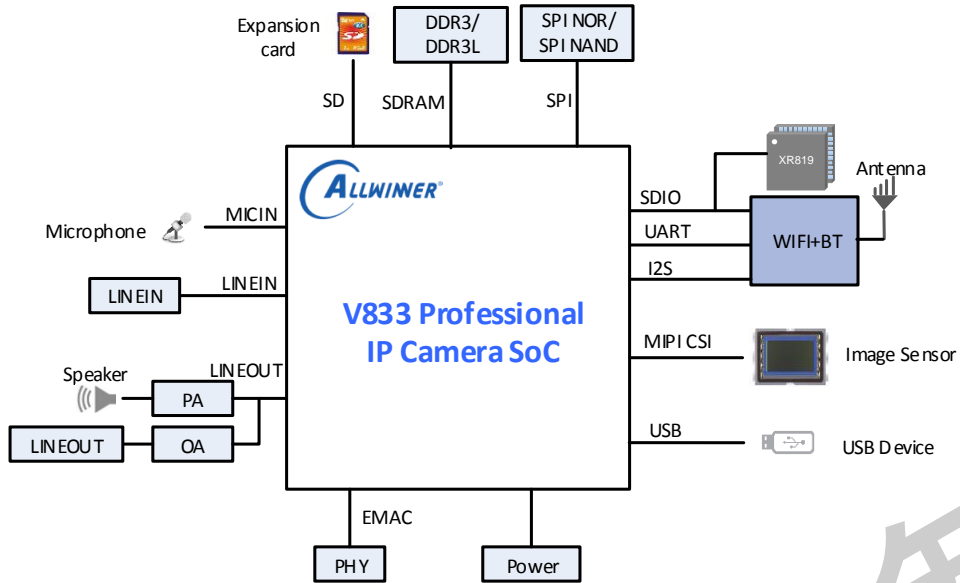 Expansion
card
DDR3/
DDR3L
SPI NOR/
SPI NAND
SD
SDRAM
SPI
XR819
Antenna
ALLWINNER®
SDIO
MICIN
Microphone
UART
WIFI+BT
I2S
LINEIN
LINEIN
V833 Professional
IP Camera SoC
MIPI CSI
Image Sensor
Speaker
LINEOUT
PA
USB
USB Device
LINEOUT
OA
EMAC
PHY
Power